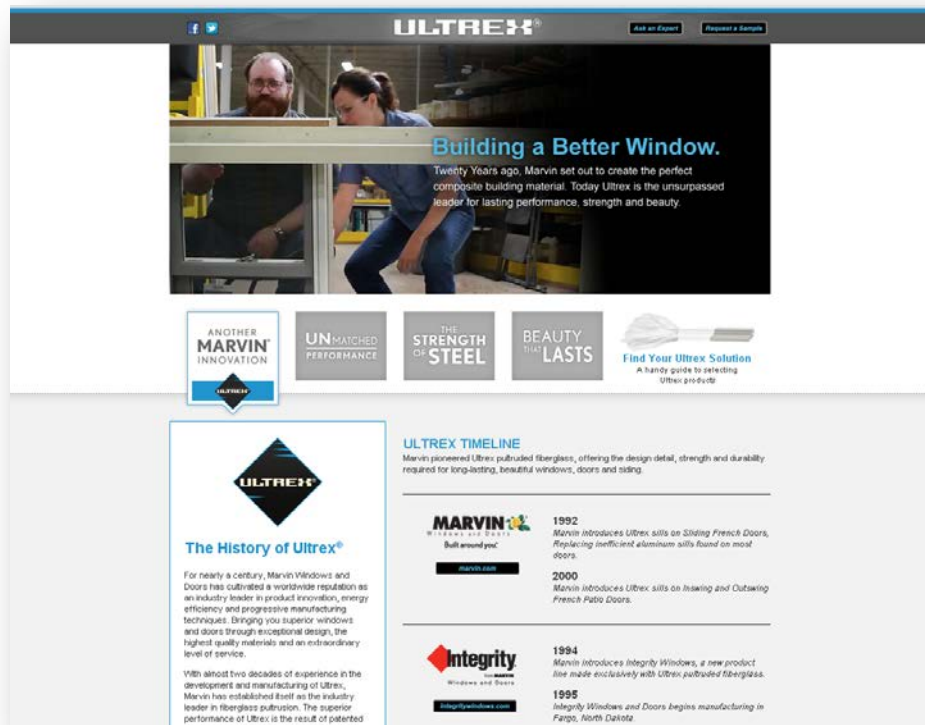 ULTREX®
Ask an Expert
Request a Sample
Building a Better Window.
Twenty Years ago, Marvin set out to create the perfect
composite building material. Today Ultrex is the unsurpassed
leader for lasting performance, strength and beauty.
ANOTHER
MARVIN®
INNOVATION
ULTREX
UNMATCHED
PERFORMANCE
THE
STRENGTH
OF STEEL
BEAUTY
THAT LASTS
Find Your Ultrex Solution
A handy guide to selecting
Ultrex products
ULTREX®
The History of Ultrex®
For nearly a century, Marvin Windows and
Doors has cultivated a worldwide reputation as
an industry leader in product innovation, energy
efficiency and progressive manufacturing
techniques. Bringing you superior windows
and doors through exceptional design, the
highest quality materials and an extraordinary
level of service.
With almost two decades of experience in the
development and manufacturing of Ultrex,
Marvin has established itself as the industry
leader in fiberglass pultrusion. The superior
performance of Ultrex is the result of patented
ULTREX TIMELINE
Marvin pioneered Ultrex pultruded fiberglass, offering the design detail, strength and durability
required for long-lasting, beautiful windows, doors and siding.
MARVIN
Windows and Doors
Built around you.®
marvin.com
1992
Marvin introduces Ultrex sills on Sliding French Doors,
Replacing inefficient aluminum sills found on most
doors.
2000
Marvin introduces Ultrex sills on Inswing and Outswing
French Patio Doors.
Integrity
from MARVIN
Windows and Doors
integritywindows.com
1994
Marvin introduces Integrity Windows, a new product
line made exclusively with Ultrex pultruded fiberglass.
1995
Integrity Windows and Doors begins manufacturing in
Fargo, North Dakota.